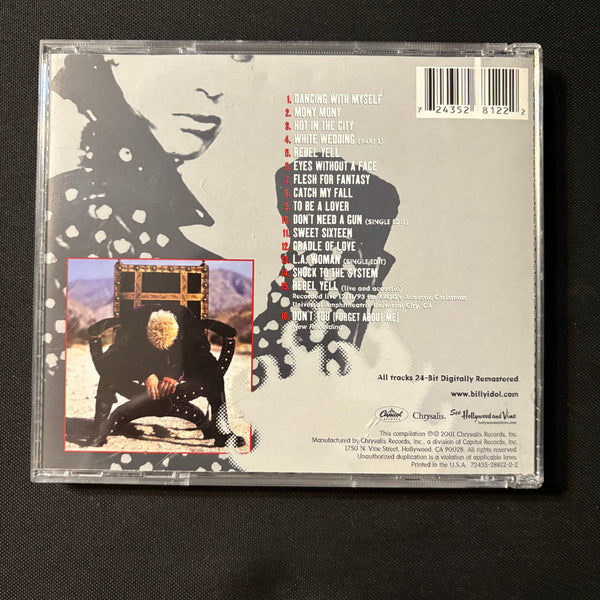 1. DANCING WITH MYSELF
2. MONY MONY
3. HOT IN THE CITY
4. WHITE WEDDING (PART 1)
5. REBEL YELL
6. EYES WITHOUT A FACE
7. FLESH FOR FANTASY
8. CATCH MY FALL
9. TO BE A LOVER
10. DON'T NEED A GUN (SINGLE EDIT)
11. SWEET SIXTEEN
12. CRADLE OF LOVE
13. L.A. WOMAN (SINGLE EDIT)
14. SHOCK TO THE SYSTEM
15. REBEL YELL (live and acoustic)
Recorded live 12/11/93 for KROQ's Acoustic Christmas
Universal Amphitheatre, Universal City, CA
16. DON'T YOU (FORGET ABOUT ME)
New Recording
7 24352 8122 2
All tracks 24-Bit Digitally Remastered
www.billyidol.com
Capitol Chrysalis. See Hollywood and Vine
hollywoodandvine.com
This compilation ℗© 2001 Chrysalis Records, Inc.
Manufactured by Chrysalis Records, Inc., a division of Capitol Records, Inc.
1750 N. Vine Street, Hollywood, CA 90028. All rights reserved.
Unauthorized duplication is a violation of applicable laws.
Printed in the U.S.A. 72435-28812-2-2